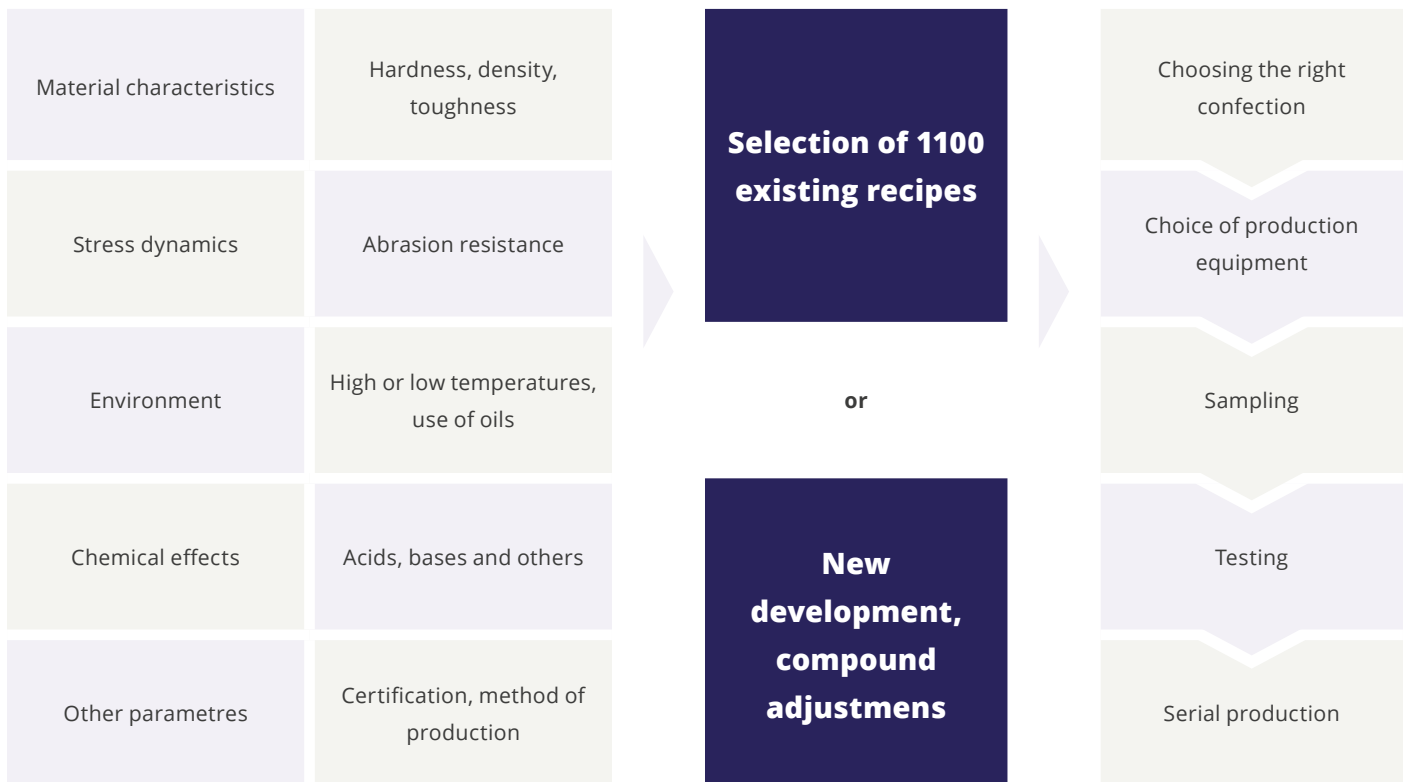 Material characteristics
Hardness, density,
toughness
Stress dynamics
Abrasion resistance
Environment
High or low temperatures,
use of oils
Chemical effects
Acids, bases and others
Other parametres
Certification, method of
production
Selection of 1100
existing recipes
or
New
development,
compound
adjustmens
Choosing the right
confection
Choice of production
equipment
Sampling
Testing
Serial production